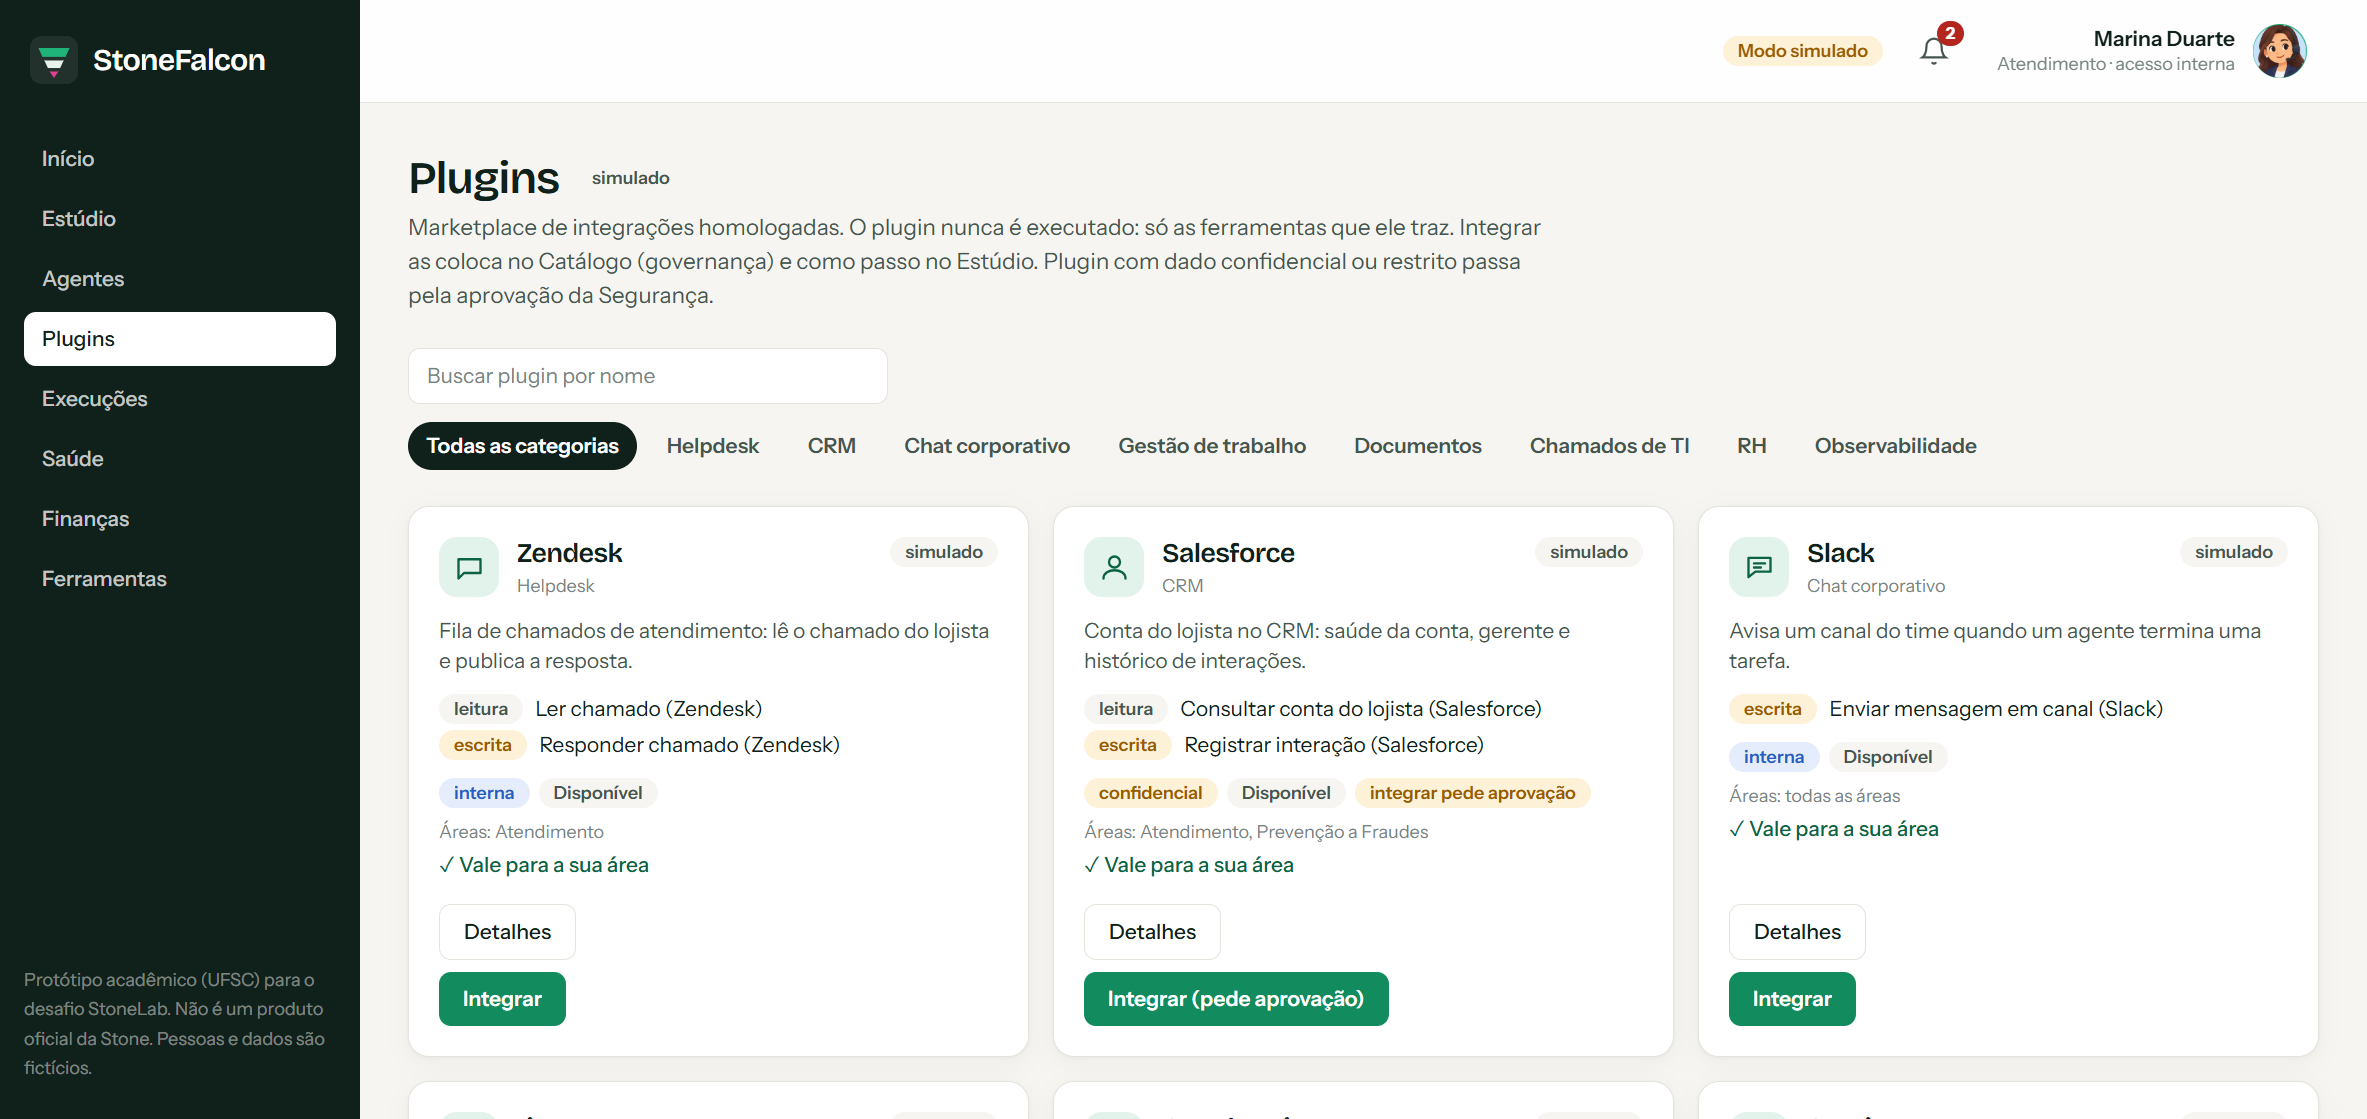 StoneFalcon
Início
Estúdio
Agentes
Plugins
Execuções
Saúde
Finanças
Ferramentas
Protótipo acadêmico (UFSC) para o
desafio StoneLab. Não é um produto
oficial da Stone. Pessoas e dados são
fictícios.
Modo simulado
2
Marina Duarte
Atendimento · acesso interna
Plugins simulado
Marketplace de integrações homologadas. O plugin nunca é executado: só as ferramentas que ele traz. Integrar
as coloca no Catálogo (governança) e como passo no Estúdio. Plugin com dado confidencial ou restrito passa
pela aprovação da Segurança.
Buscar plugin por nome
Todas as categorias Helpdesk CRM Chat corporativo Gestão de trabalho Documentos Chamados de TI RH Observabilidade
Zendesk simulado
Helpdesk
Fila de chamados de atendimento: lê o chamado do lojista
e publica a resposta.
leitura Ler chamado (Zendesk)
escrita Responder chamado (Zendesk)
interna Disponível
Áreas: Atendimento
✓ Vale para a sua área
Detalhes
Integrar
Salesforce simulado
CRM
Conta do lojista no CRM: saúde da conta, gerente e
histórico de interações.
leitura Consultar conta do lojista (Salesforce)
escrita Registrar interação (Salesforce)
confidencial Disponível integrar pede aprovação
Áreas: Atendimento, Prevenção a Fraudes
✓ Vale para a sua área
Detalhes
Integrar (pede aprovação)
Slack simulado
Chat corporativo
Avisa um canal do time quando um agente termina uma
tarefa.
escrita Enviar mensagem em canal (Slack)
interna Disponível
Áreas: todas as áreas
✓ Vale para a sua área
Detalhes
Integrar